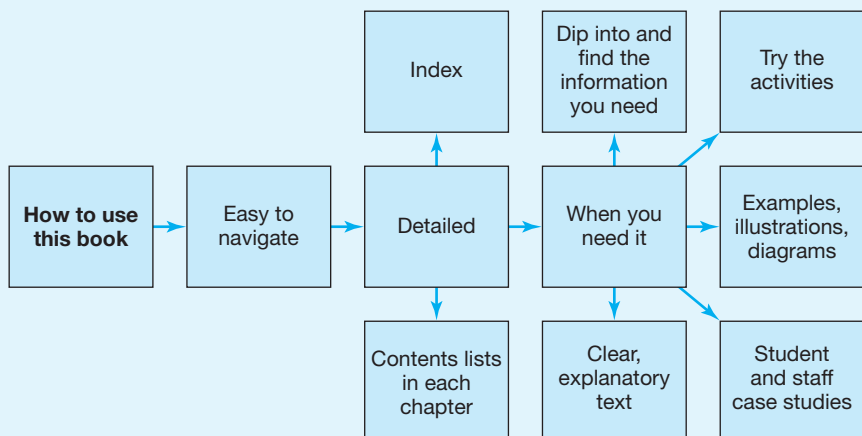 Index
Dip into and
find the
information
you need
Try the
activities
How to use
this book
Easy to
navigate
Detailed
When you
need it
Examples,
illustrations,
diagrams
Contents lists
in each
chapter
Clear,
explanatory
text
Student
and staff
case studies